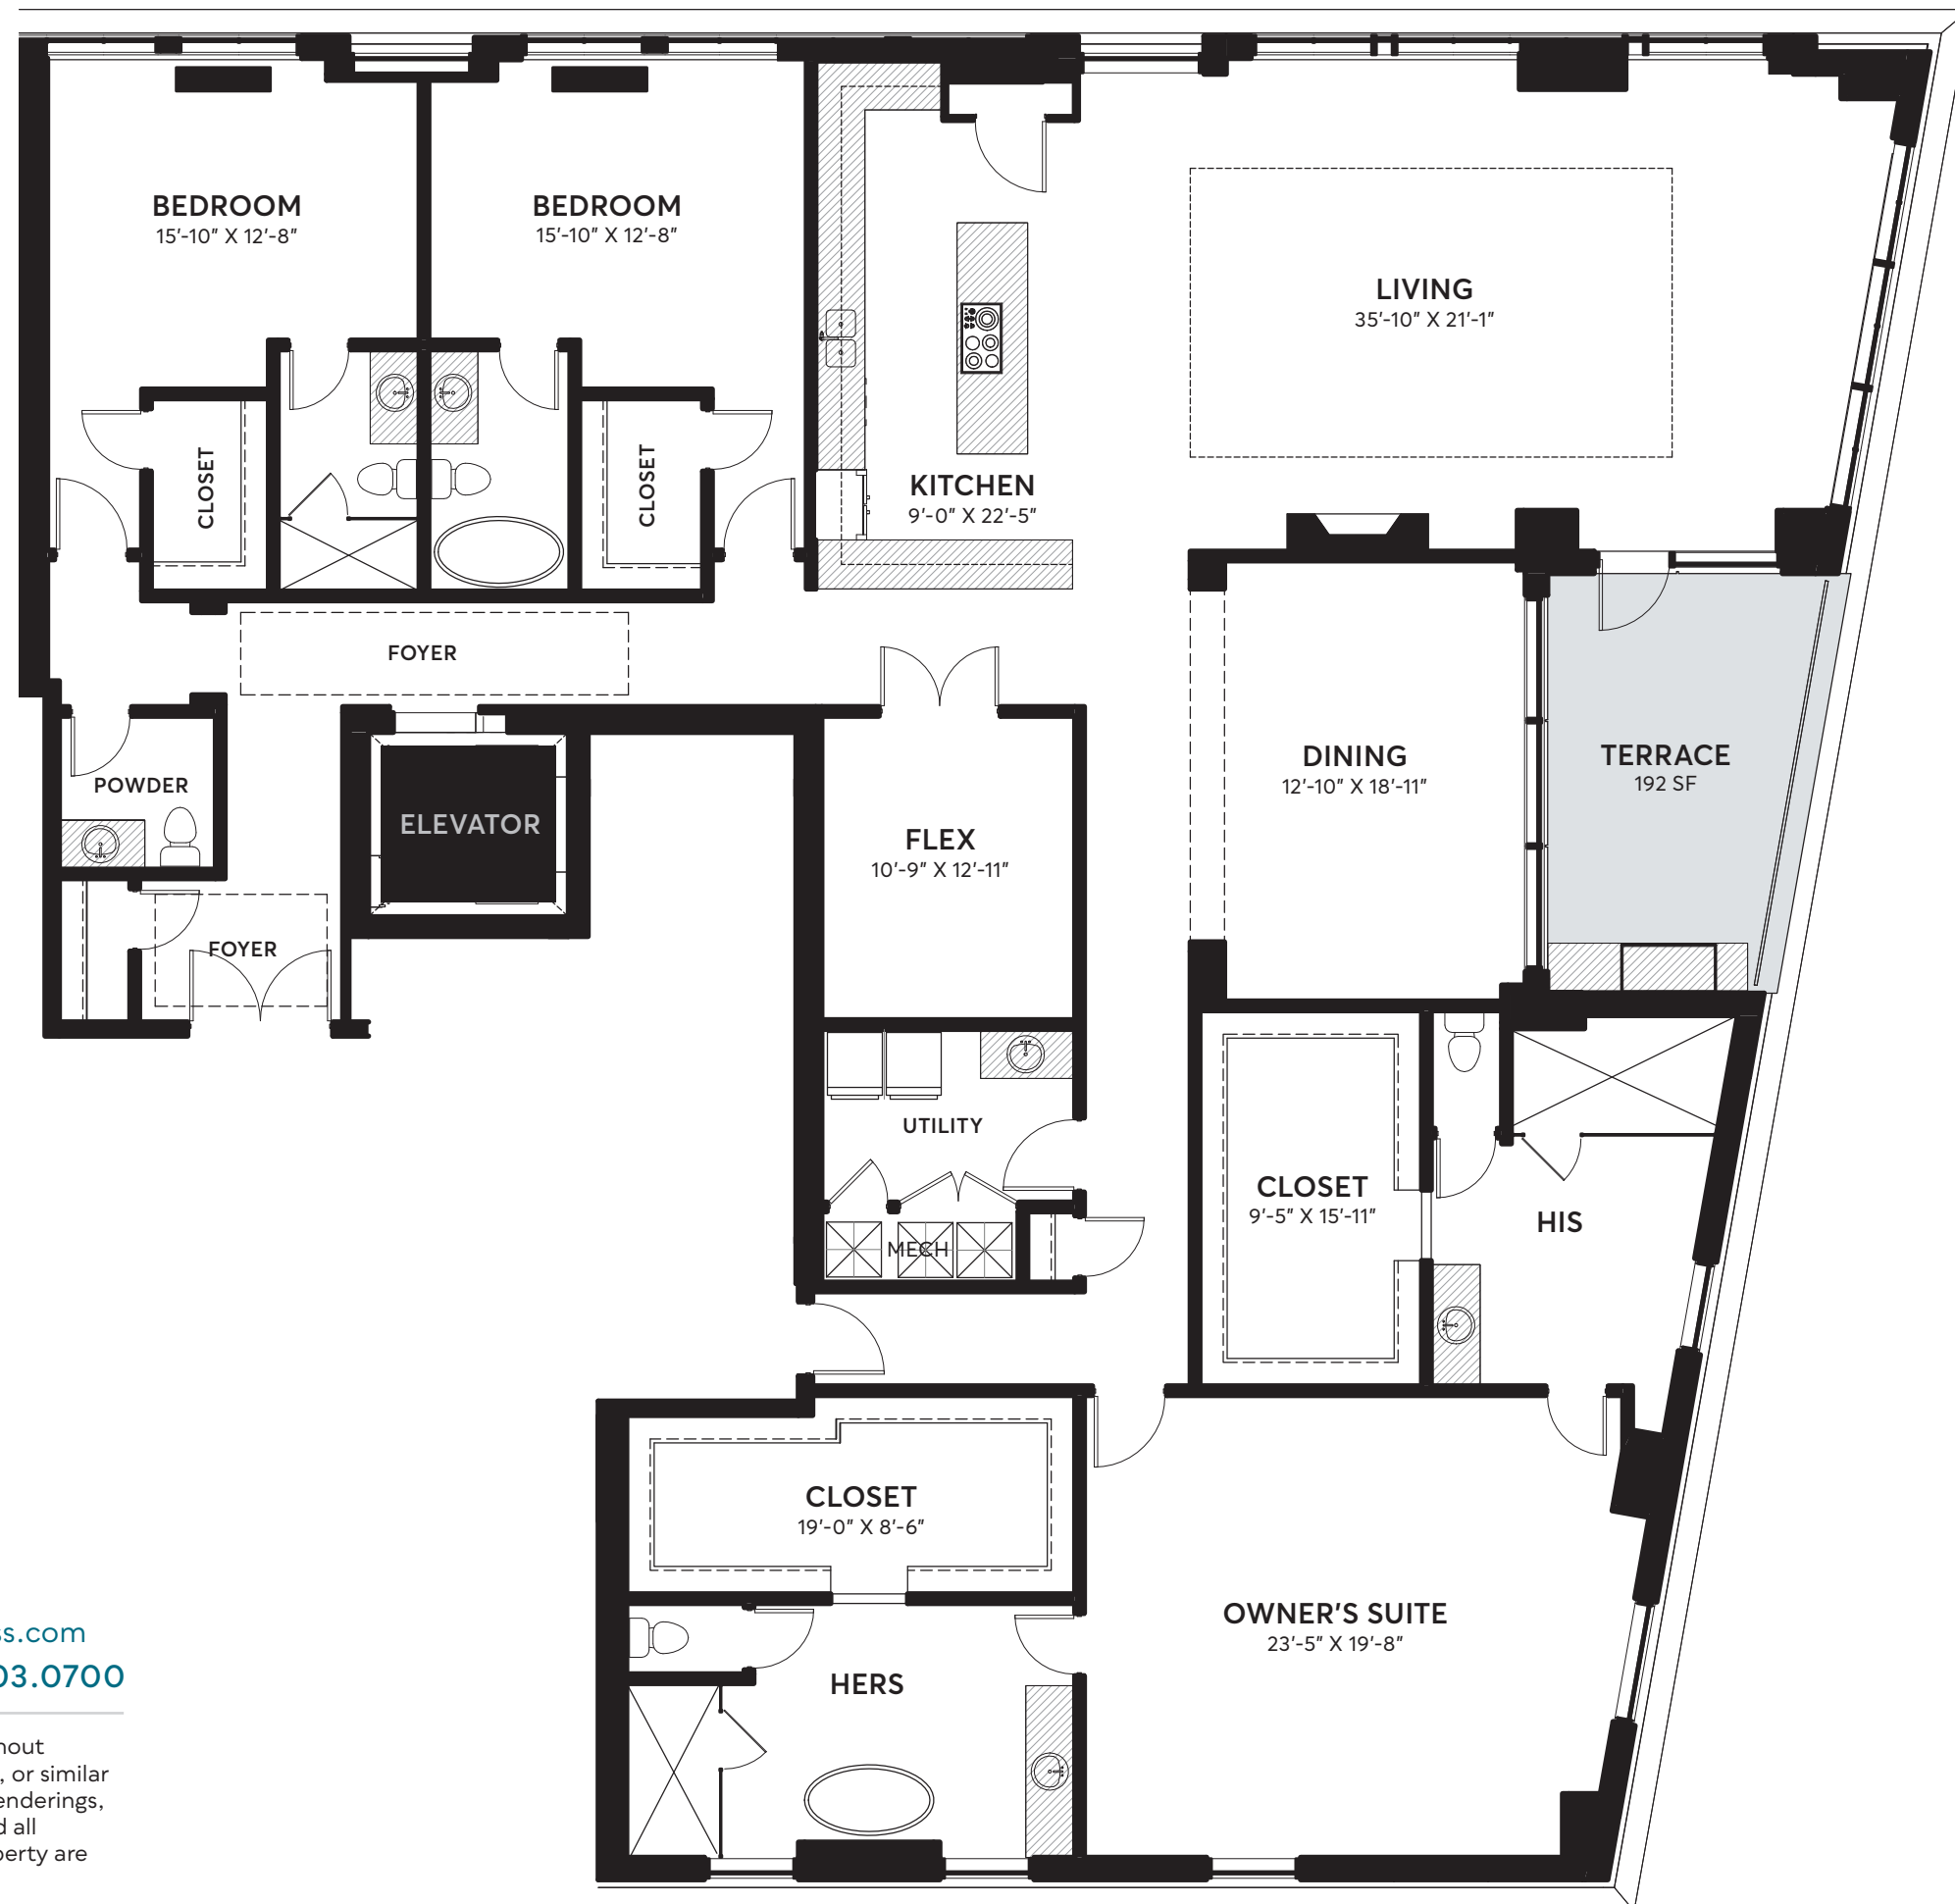 BEDROOM
15'-10" X 12'-8"
BEDROOM
15'-10" X 12'-8"
LIVING
35'-10" X 21'-1"
CLOSET
CLOSET
KITCHEN
9'-0" X 22'-5"
FOYER
DINING
12'-10" X 18'-11"
TERRACE
192 SF
POWDER
ELEVATOR
FLEX
10'-9" X 12'-11"
FOYER
UTILITY
CLOSET
9'-5" X 15'-11"
HIS
MECH
CLOSET
19'-0" X 8'-6"
OWNER'S SUITE
23'-5" X 19'-8"
HERS
s.com
03.0700
nout
, or similar
enderings,
d all
perty are